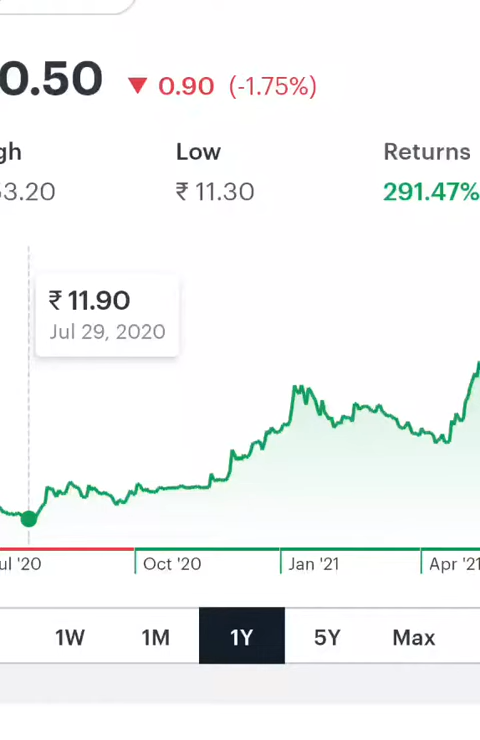 0.50 ▼ 0.90 (-1.75%)
gh Low Returns
53.20 ₹ 11.30 291.47%
₹ 11.90
Jul 29, 2020
ul '20 Oct '20 Jan '21 Apr '21
1W 1M 1Y 5Y Max